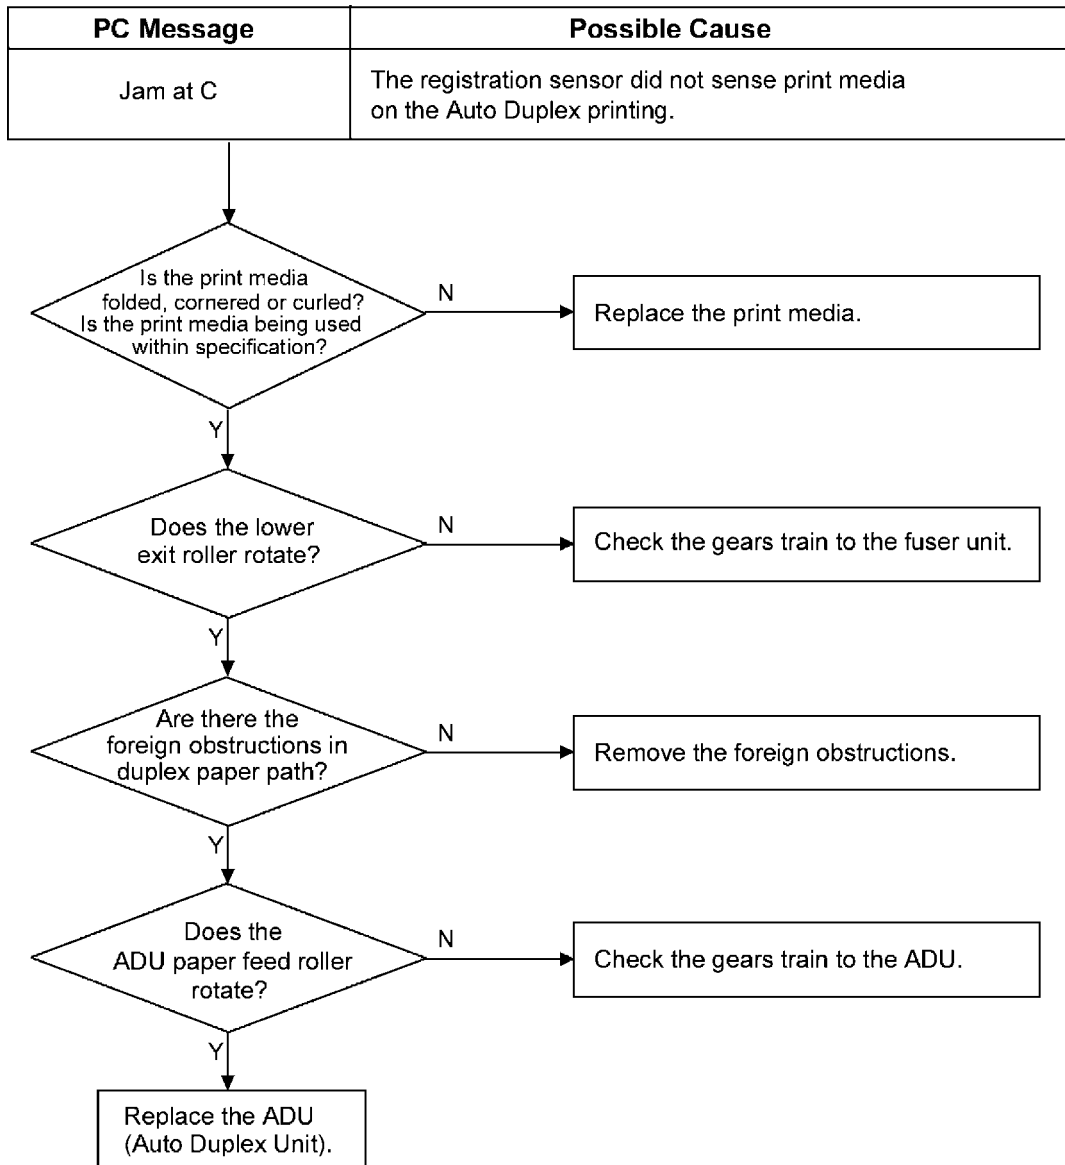 PC Message
Possible Cause
Jam at C
The registration sensor did not sense print media
on the Auto Duplex printing.
Is the print media
folded, cornered or curled?
Is the print media being used
within specification?
N
Replace the print media.
Y
Does the lower
exit roller rotate?
N
Check the gears train to the fuser unit.
Y
Are there the
foreign obstructions in
duplex paper path?
N
Remove the foreign obstructions.
Y
Does the
ADU paper feed roller
rotate?
N
Check the gears train to the ADU.
Y
Replace the ADU
(Auto Duplex Unit).